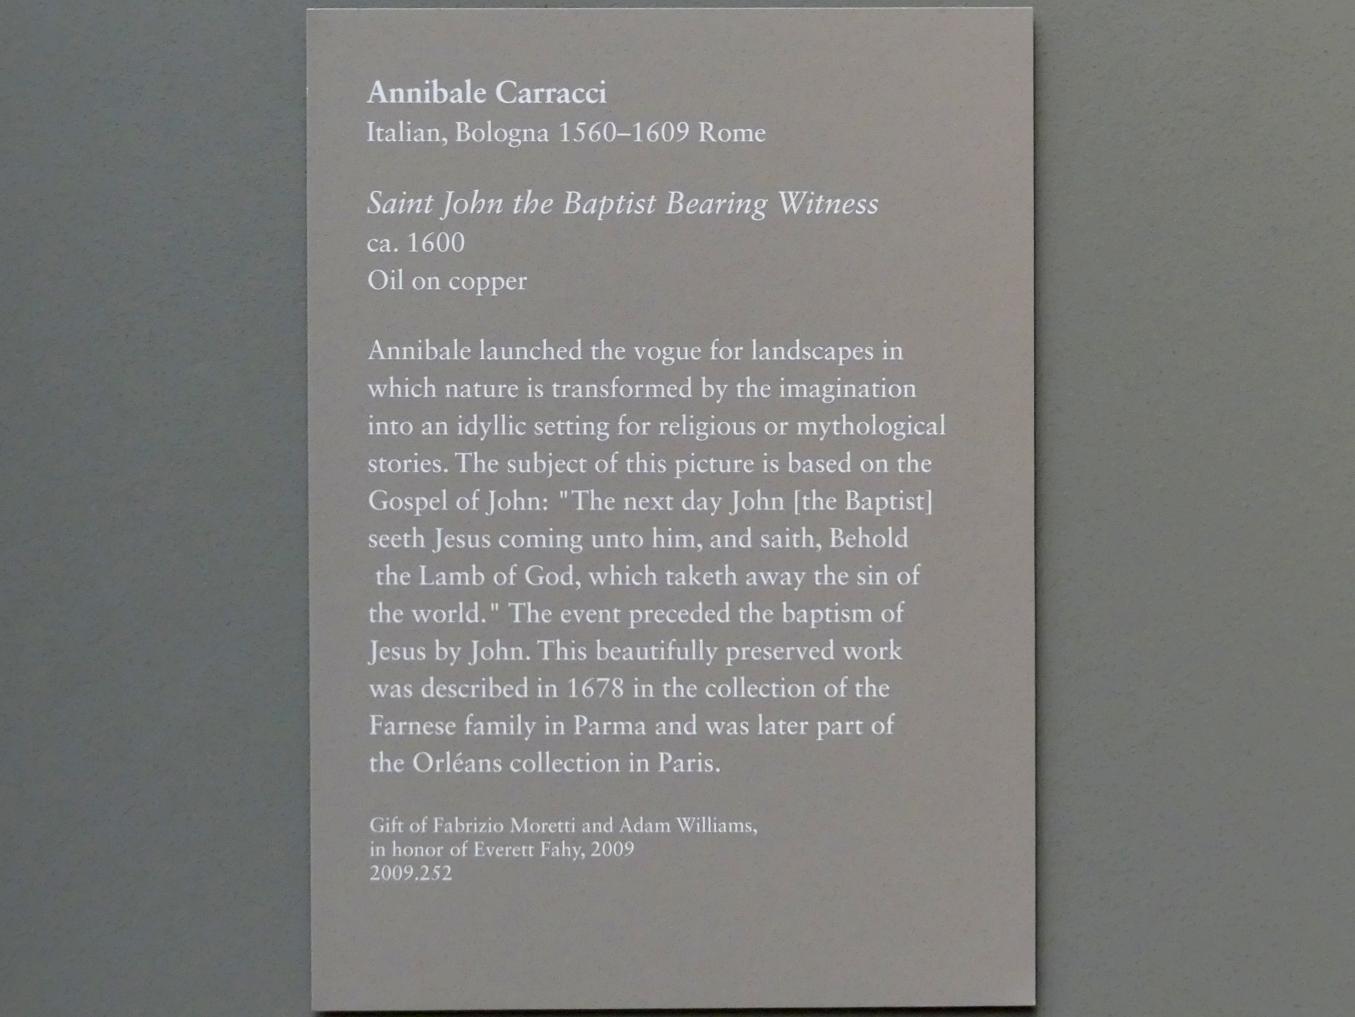 Annibale Carracci
Italian, Bologna 1560–1609 Rome
Saint John the Baptist Bearing Witness
ca. 1600
Oil on copper
Annibale launched the vogue for landscapes in
which nature is transformed by the imagination
into an idyllic setting for religious or mythological
stories. The subject of this picture is based on the
Gospel of John: "The next day John [the Baptist]
seeth Jesus coming unto him, and saith, Behold
the Lamb of God, which taketh away the sin of
the world." The event preceded the baptism of
Jesus by John. This beautifully preserved work
was described in 1678 in the collection of the
Farnese family in Parma and was later part of
the Orléans collection in Paris.
Gift of Fabrizio Moretti and Adam Williams,
in honor of Everett Fahy, 2009
2009.252